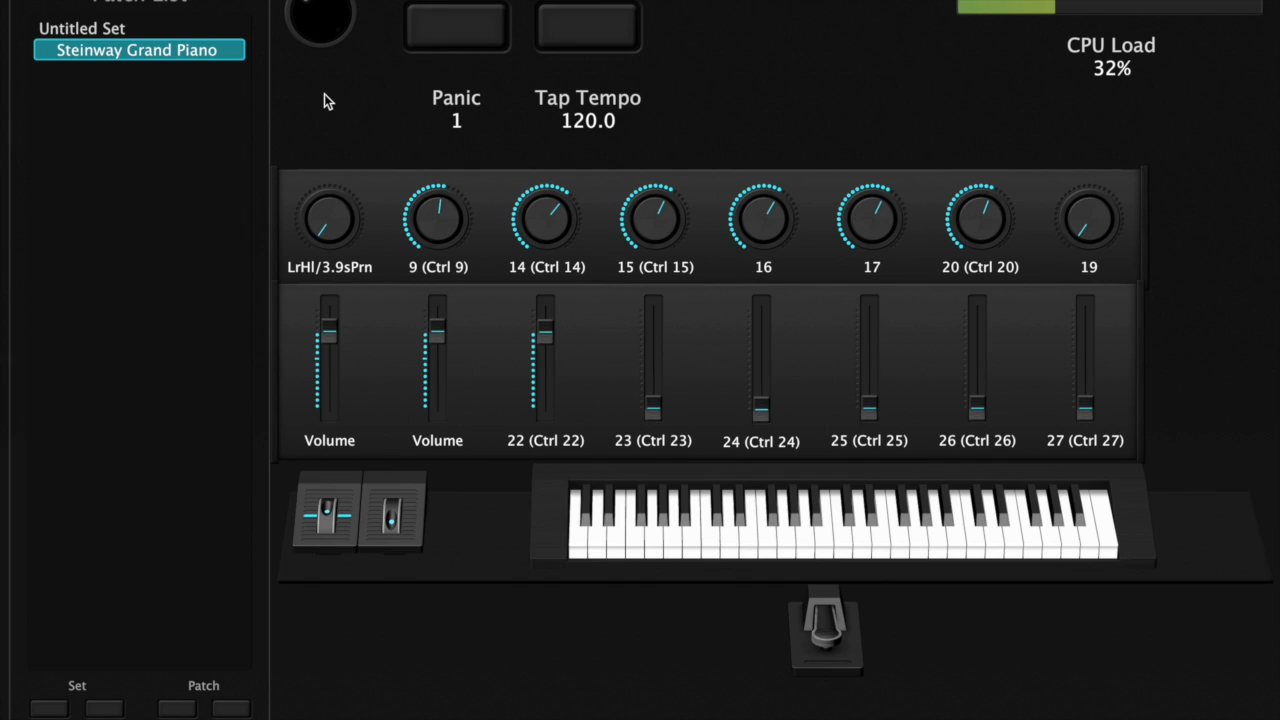 Patch List
Untitled Set
Steinway Grand Piano
Set
Patch
Panic
1
Tap Tempo
120.0
CPU Load
32%
LrHl/3.9sPrn
9 (Ctrl 9)
14 (Ctrl 14)
15 (Ctrl 15)
16
17
20 (Ctrl 20)
19
Volume
Volume
22 (Ctrl 22)
23 (Ctrl 23)
24 (Ctrl 24)
25 (Ctrl 25)
26 (Ctrl 26)
27 (Ctrl 27)